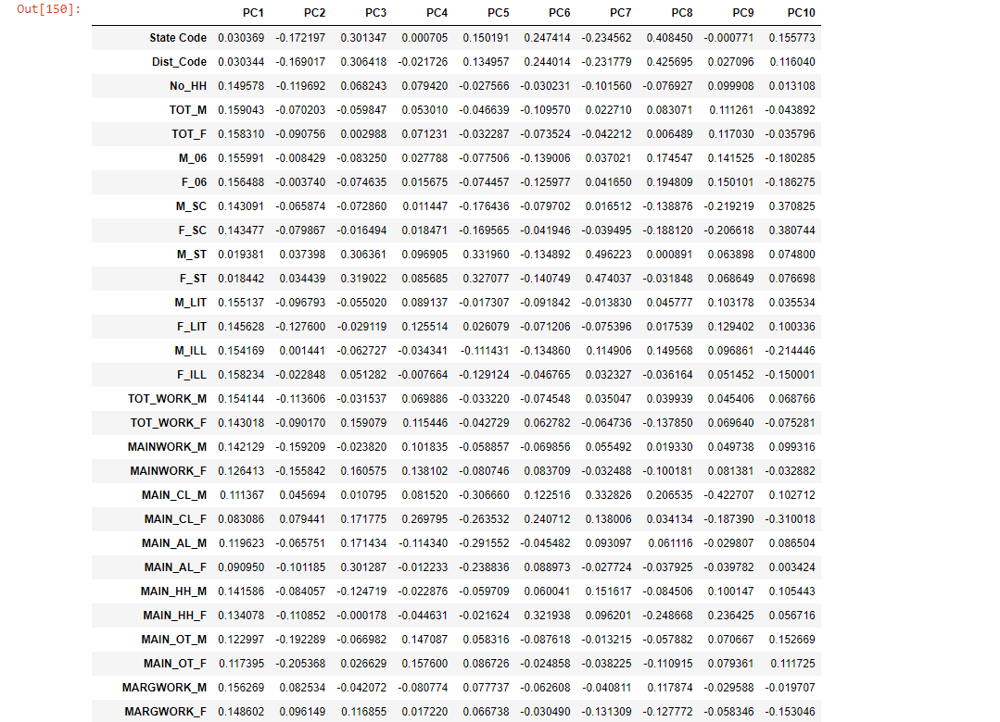 Out[150]:
PC1 PC2 PC3 PC4 PC5 PC6 PC7 PC8 PC9 PC10
State Code 0.030369 -0.172197 0.301347 0.000705 0.150191 0.247414 -0.234562 0.408450 -0.000771 0.155773
Dist_Code 0.030344 -0.169017 0.306418 -0.021726 0.134957 0.244014 -0.231779 0.425695 0.027096 0.116040
No_HH 0.149578 -0.119692 0.068243 0.079420 -0.027566 -0.030231 -0.101560 -0.076927 0.099908 0.013108
TOT_M 0.159043 -0.070203 -0.059847 0.053010 -0.046639 -0.109570 0.022710 0.083071 0.111261 -0.043892
TOT_F 0.158310 -0.090756 0.002988 0.071231 -0.032287 -0.073524 -0.042212 0.006489 0.117030 -0.035796
M_06 0.155991 -0.008429 -0.083250 0.027788 -0.077506 -0.139006 0.037021 0.174547 0.141525 -0.180285
F_06 0.156488 -0.003740 -0.074635 0.015675 -0.074457 -0.125977 0.041650 0.194809 0.150101 -0.186275
M_SC 0.143091 -0.065874 -0.072860 0.011447 -0.176436 -0.079702 0.016512 -0.138876 -0.219219 0.370825
F_SC 0.143477 -0.079867 -0.016494 0.018471 -0.169565 -0.041946 -0.039495 -0.188120 -0.206618 0.380744
M_ST 0.019381 0.037398 0.306361 0.096905 0.331960 -0.134892 0.496223 0.000891 0.063898 0.074800
F_ST 0.018442 0.034439 0.319022 0.085685 0.327077 -0.140749 0.474037 -0.031848 0.068649 0.076698
M_LIT 0.155137 -0.096793 -0.055020 0.089137 -0.017307 -0.091842 -0.013830 0.045777 0.103178 0.035534
F_LIT 0.145628 -0.127600 -0.029119 0.125514 0.026079 -0.071206 -0.075396 0.017539 0.129402 0.100336
M_ILL 0.154169 0.001441 -0.062727 -0.034341 -0.111431 -0.134860 0.114906 0.149568 0.096861 -0.214446
F_ILL 0.158234 -0.022848 0.051282 -0.007664 -0.129124 -0.046765 0.032327 -0.036164 0.051452 -0.150001
TOT_WORK_M 0.154144 -0.113606 -0.031537 0.069886 -0.033220 -0.074548 0.035047 0.039939 0.045406 0.068766
TOT_WORK_F 0.143018 -0.090170 0.159079 0.115446 -0.042729 0.062782 -0.064736 -0.137850 0.069640 -0.075281
MAINWORK_M 0.142129 -0.159209 -0.023820 0.101835 -0.058857 -0.069856 0.055492 0.019330 0.049738 0.099316
MAINWORK_F 0.126413 -0.155842 0.160575 0.138102 -0.080746 0.083709 -0.032488 -0.100181 0.081381 -0.032882
MAIN_CL_M 0.111367 0.045694 0.010795 0.081520 -0.306660 0.122516 0.332826 0.206535 -0.422707 0.102712
MAIN_CL_F 0.083086 0.079441 0.171775 0.269795 -0.263532 0.240712 0.138006 0.034134 -0.187390 -0.310018
MAIN_AL_M 0.119623 -0.065751 0.171434 -0.114340 -0.291552 -0.045482 0.093097 0.061116 -0.029807 0.086504
MAIN_AL_F 0.090950 -0.101185 0.301287 -0.012233 -0.238836 0.088973 -0.027724 -0.037925 -0.039782 0.003424
MAIN_HH_M 0.141586 -0.084057 -0.124719 -0.022876 -0.059709 0.060041 0.151617 -0.084506 0.100147 0.105443
MAIN_HH_F 0.134078 -0.110852 -0.000178 -0.044631 -0.021624 0.321938 0.096201 -0.248668 0.236425 0.056716
MAIN_OT_M 0.122997 -0.192289 -0.066982 0.147087 0.058316 -0.087618 -0.013215 -0.057882 0.070667 0.152669
MAIN_OT_F 0.117395 -0.205368 0.026629 0.157600 0.086726 -0.024858 -0.038225 -0.110915 0.079361 0.111725
MARGWORK_M 0.156269 0.082534 -0.042072 -0.080774 0.077737 -0.062608 -0.040811 0.117874 -0.029588 -0.019707
MARGWORK_F 0.148602 0.096149 0.116855 0.017220 0.066738 -0.030490 -0.131309 -0.127772 -0.058346 -0.153046